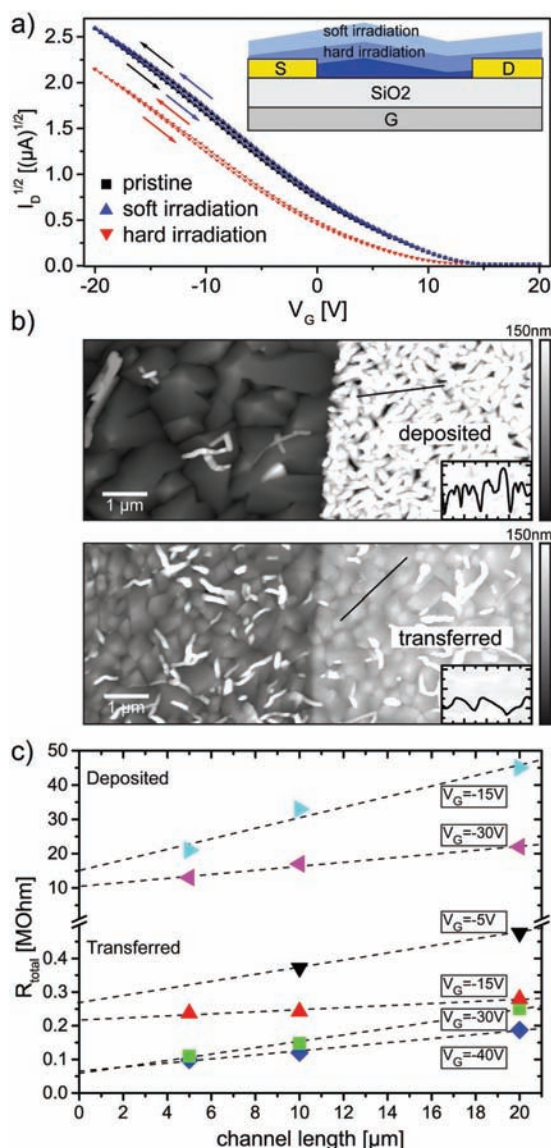 a)
2.5
2.0
1.5
1.0
0.5
0.0
I_D^1/2 [(μA)^1/2]
soft irradiation
hard irradiation
S
D
SiO2
G
pristine
soft irradiation
hard irradiation
-20
-10
0
10
20
V_G [V]
b)
150nm
deposited
1 μm
150nm
transferred
1 μm
c)
50
40
30
20
10
0.4
0.3
0.2
0.1
0.0
R_total [MOhm]
Deposited
V_G=-15V
V_G=-30V
Transferred
V_G=-5V
V_G=-15V
V_G=-30V
V_G=-40V
0
2
4
6
8
10
12
14
16
18
20
channel length [μm]